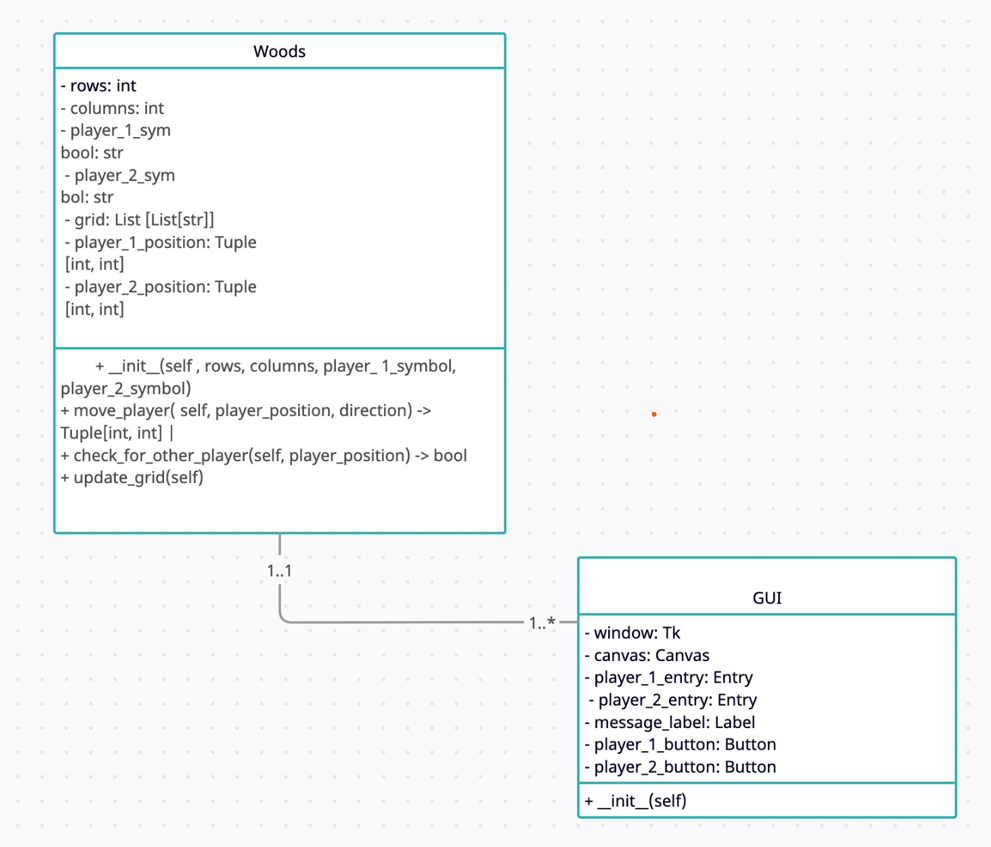 Woods
- rows: int
- columns: int
- player_1_sym
bool: str
- player_2_sym
bol: str
- grid: List [List[str]]
- player_1_position: Tuple
[int, int]
- player_2_position: Tuple
[int, int]
+ __init__(self , rows, columns, player_ 1_symbol,
player_2_symbol)
+ move_player( self, player_position, direction) ->
Tuple[int, int] |
+ check_for_other_player(self, player_position) -> bool
+ update_grid(self)
1..1
1..*
GUI
- window: Tk
- canvas: Canvas
- player_1_entry: Entry
- player_2_entry: Entry
- message_label: Label
- player_1_button: Button
- player_2_button: Button
+ __init__(self)